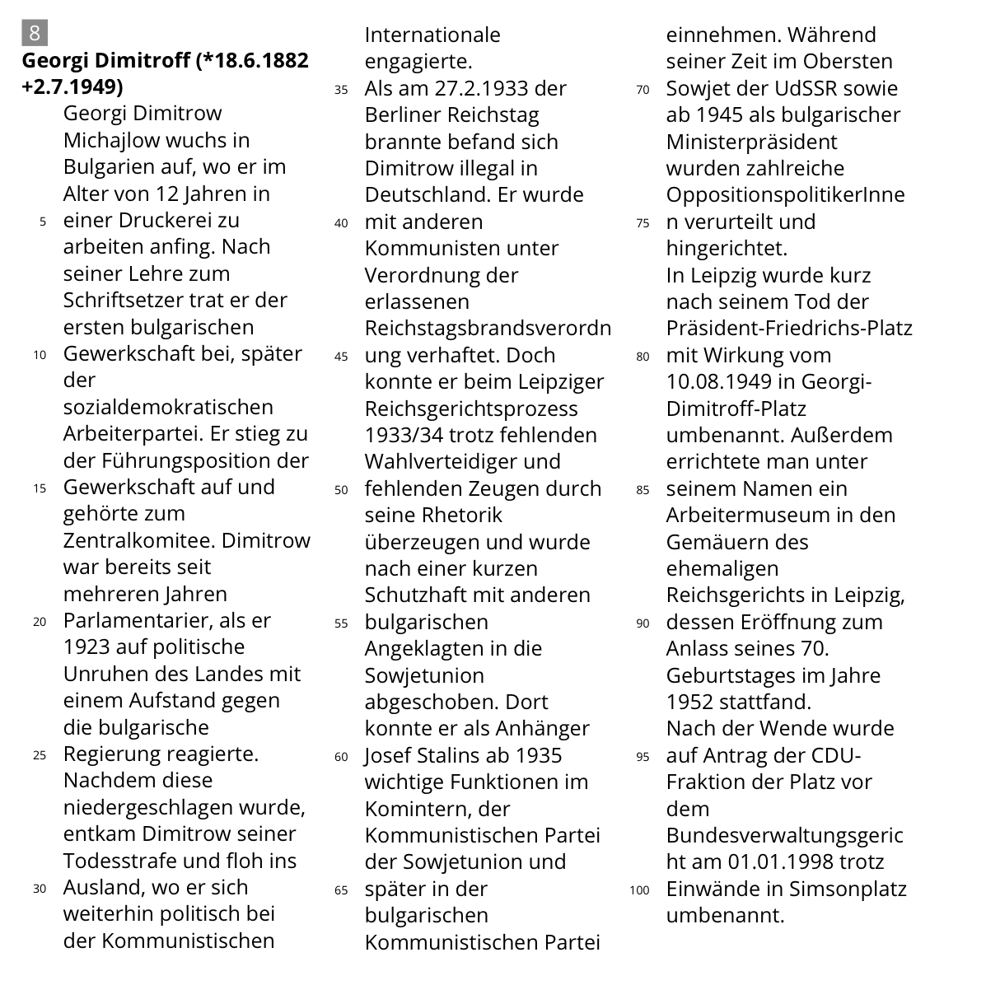 8
Georgi Dimitroff (*18.6.1882
+2.7.1949)
Georgi Dimitrow
Michajlow wuchs in
Bulgarien auf, wo er im
Alter von 12 Jahren in
5 einer Druckerei zu
arbeiten anfing. Nach
seiner Lehre zum
Schriftsetzer trat er der
ersten bulgarischen
10 Gewerkschaft bei, später
der
sozialdemokratischen
Arbeiterpartei. Er stieg zu
der Führungsposition der
15 Gewerkschaft auf und
gehörte zum
Zentralkomitee. Dimitrow
war bereits seit
mehreren Jahren
20 Parlamentarier, als er
1923 auf politische
Unruhen des Landes mit
einem Aufstand gegen
die bulgarische
25 Regierung reagierte.
Nachdem diese
niedergeschlagen wurde,
entkam Dimitrow seiner
Todesstrafe und floh ins
30 Ausland, wo er sich
weiterhin politisch bei
der Kommunistischen
Internationale
engagierte.
35 Als am 27.2.1933 der
Berliner Reichstag
brannte befand sich
Dimitrow illegal in
Deutschland. Er wurde
40 mit anderen
Kommunisten unter
Verordnung der
erlassenen
Reichstagsbrandsverordn
45 ung verhaftet. Doch
konnte er beim Leipziger
Reichsgerichtsprozess
1933/34 trotz fehlenden
Wahlverteidiger und
50 fehlenden Zeugen durch
seine Rhetorik
überzeugen und wurde
nach einer kurzen
Schutzhaft mit anderen
55 bulgarischen
Angeklagten in die
Sowjetunion
abgeschoben. Dort
konnte er als Anhänger
60 Josef Stalins ab 1935
wichtige Funktionen im
Komintern, der
Kommunistischen Partei
der Sowjetunion und
65 später in der
bulgarischen
Kommunistischen Partei
einnehmen. Während
seiner Zeit im Obersten
70 Sowjet der UdSSR sowie
ab 1945 als bulgarischer
Ministerpräsident
wurden zahlreiche
OppositionspolitikerInne
75 n verurteilt und
hingerichtet.
In Leipzig wurde kurz
nach seinem Tod der
Präsident-Friedrichs-Platz
80 mit Wirkung vom
10.08.1949 in Georgi-
Dimitroff-Platz
umbenannt. Außerdem
errichtete man unter
85 seinem Namen ein
Arbeitermuseum in den
Gemäuern des
ehemaligen
Reichsgerichts in Leipzig,
90 dessen Eröffnung zum
Anlass seines 70.
Geburtstages im Jahre
1952 stattfand.
Nach der Wende wurde
95 auf Antrag der CDU-
Fraktion der Platz vor
dem
Bundesverwaltungsgeric
ht am 01.01.1998 trotz
100 Einwände in Simsonplatz
umbenannt.